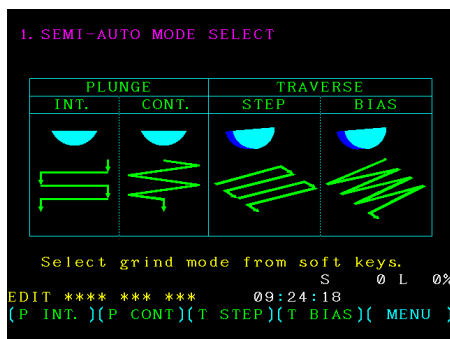 1. SEMI-AUTO MODE SELECT
PLUNGE TRAVERSE
INT. CONT. STEP BIAS
Select grind mode from soft keys.
S 0 L 0%
EDIT **** *** *** 09:24:18
(P INT. )(P CONT)(T STEP)(T BIAS)( MENU )